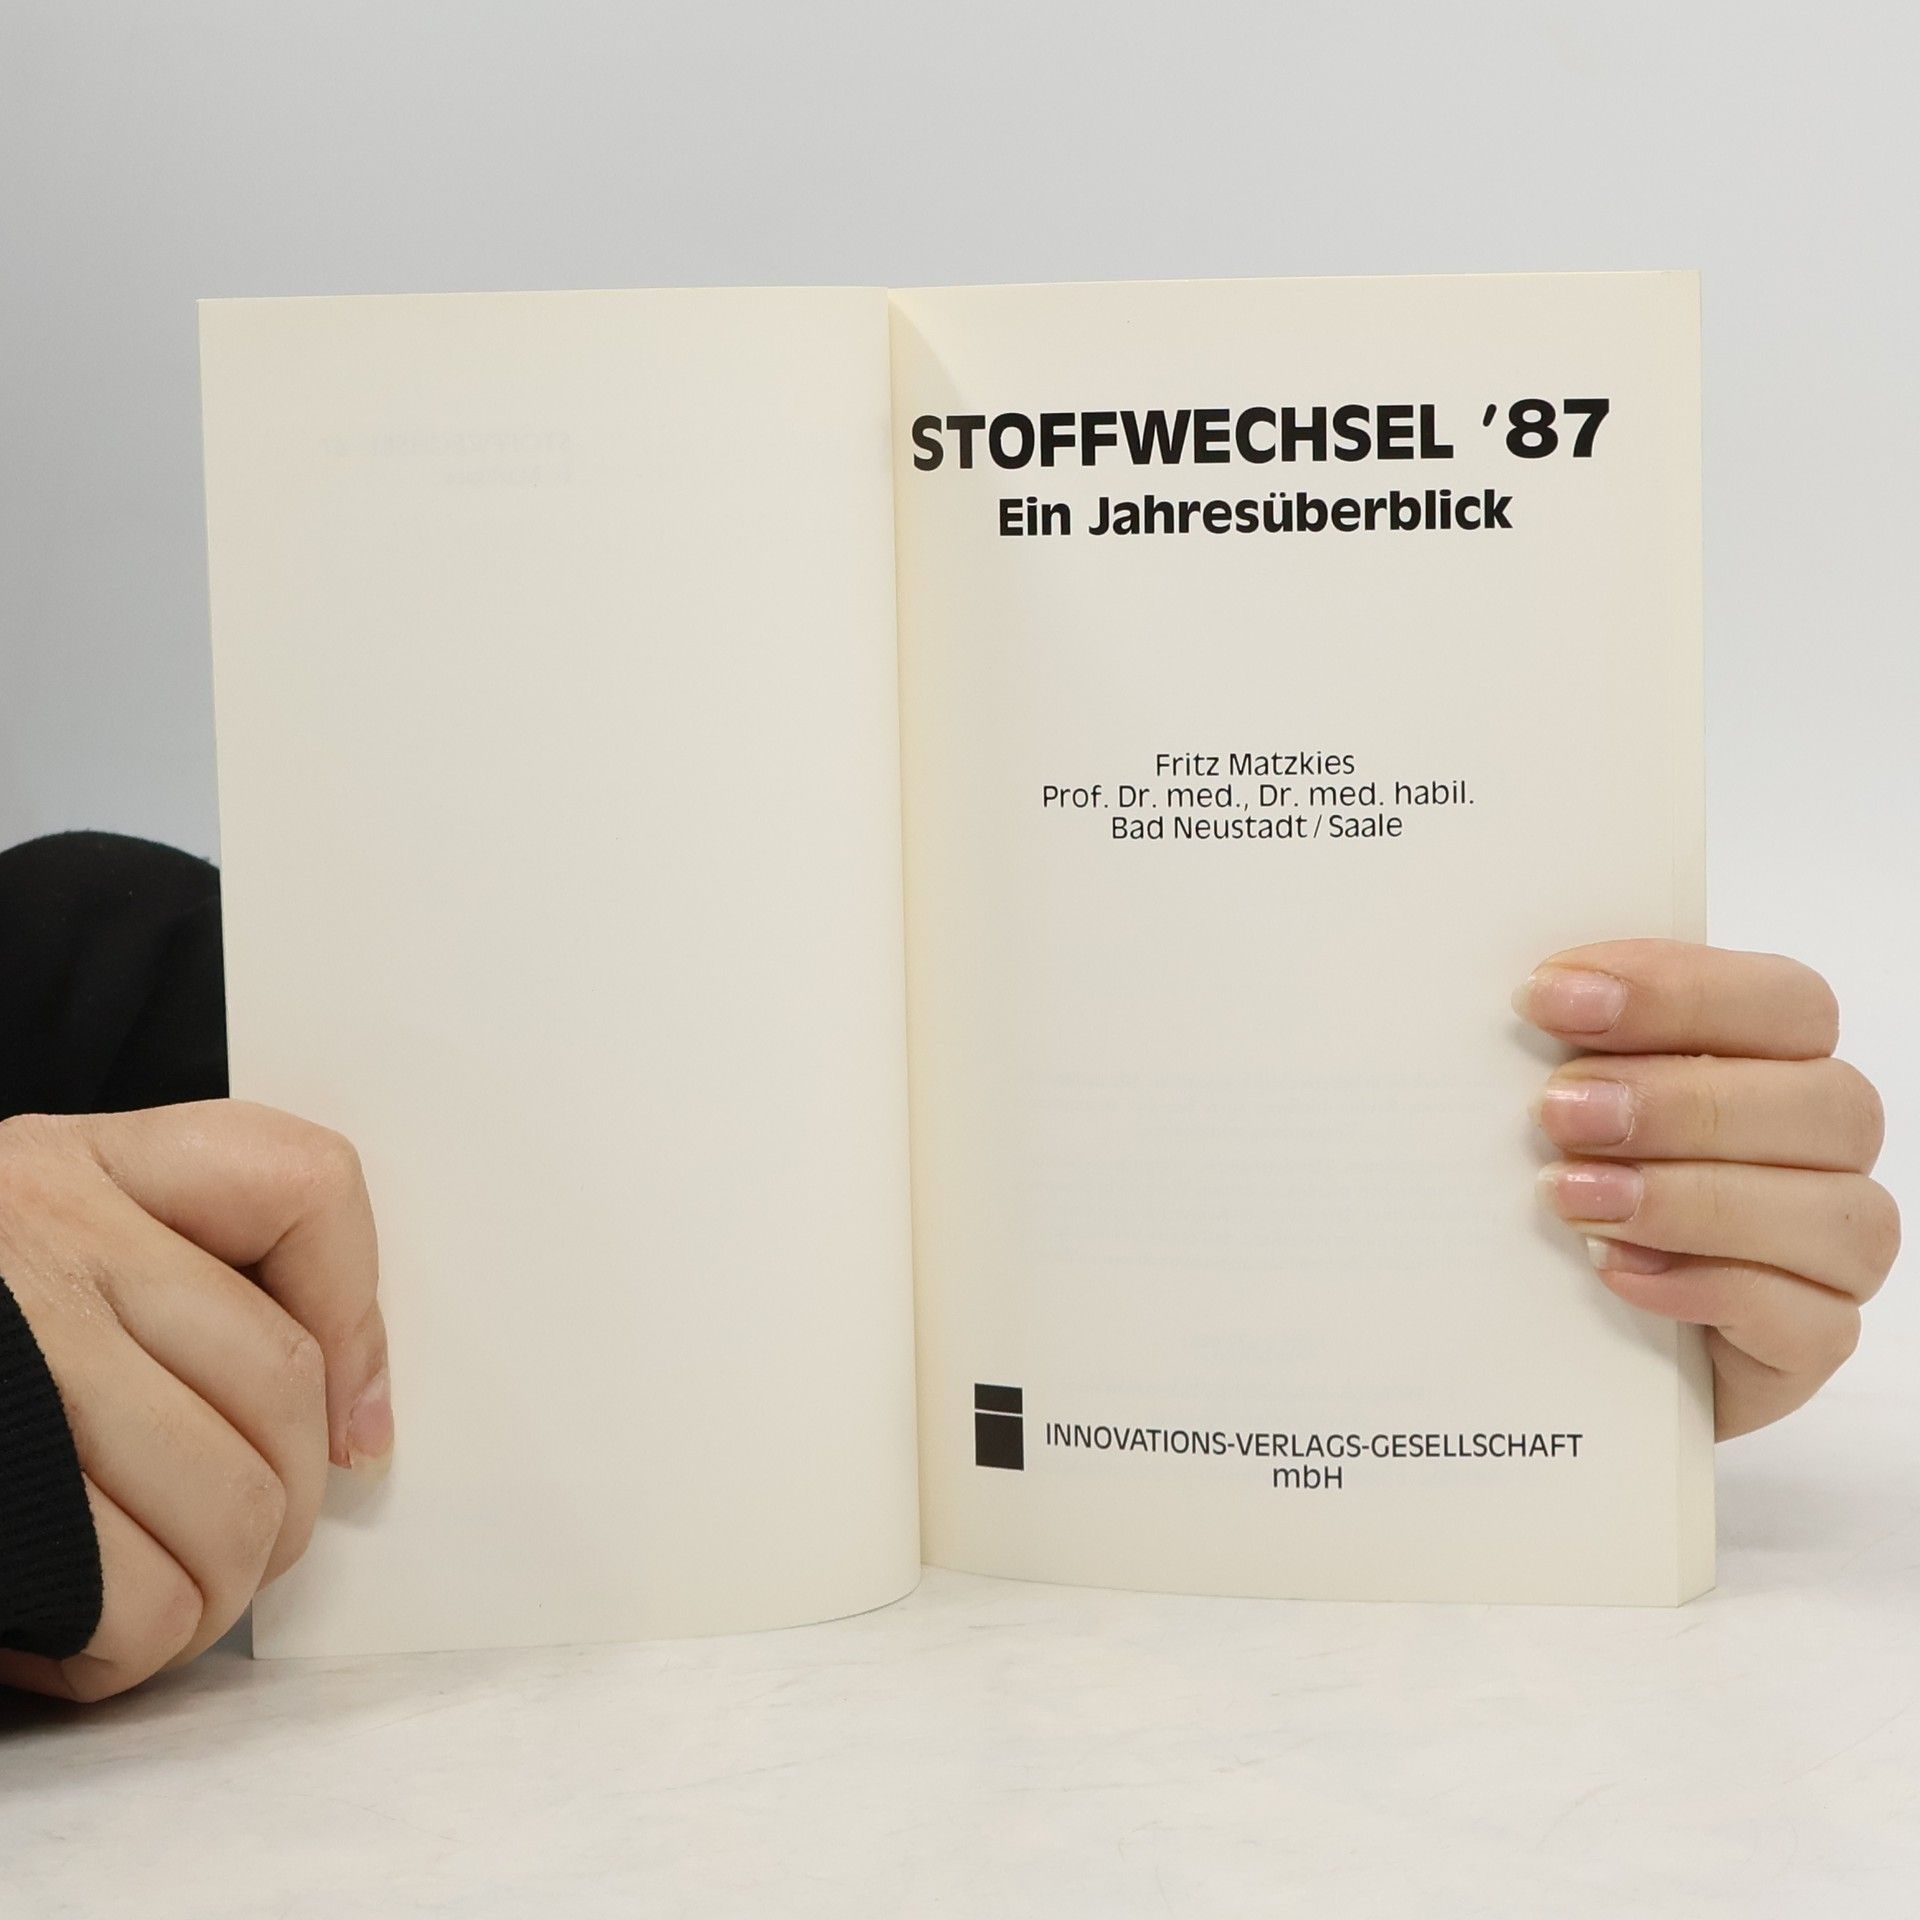 STOFFWECHSEL '87
Ein Jahresüberblick
Fritz Matzkies
Prof. Dr. med., Dr. med. habil.
Bad Neustadt / Saale
INNOVATIONS-VERLAGS-GESELLSCHAFT
mbH